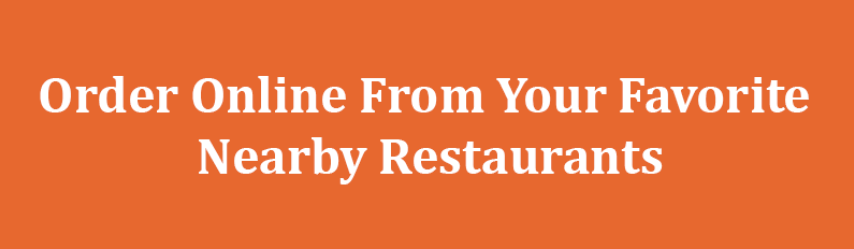 Order Online From Your Favorite
Nearby Restaurants